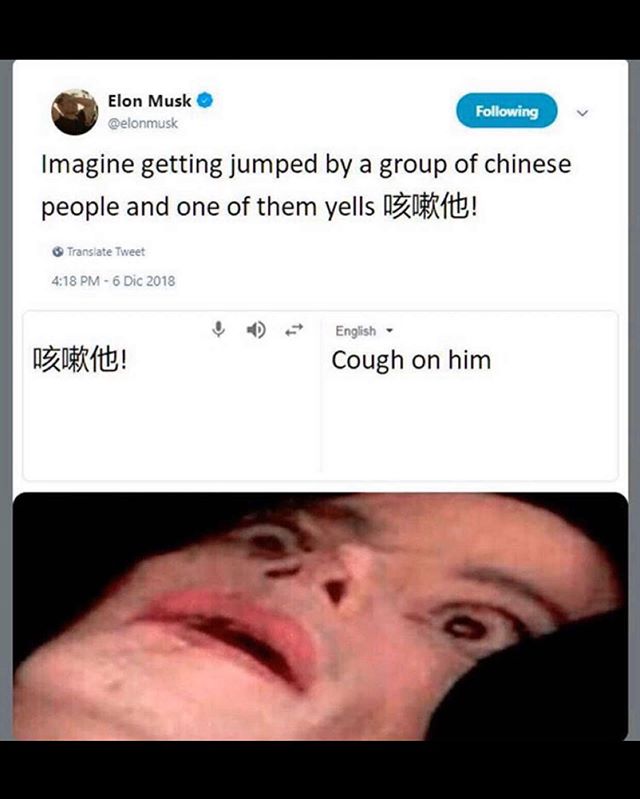 Elon Musk
@elonmusk
Following
Imagine getting jumped by a group of chinese
people and one of them yells 咳嗽他!
Translate Tweet
4:18 PM - 6 Dic 2018
English
咳嗽他!
Cough on him